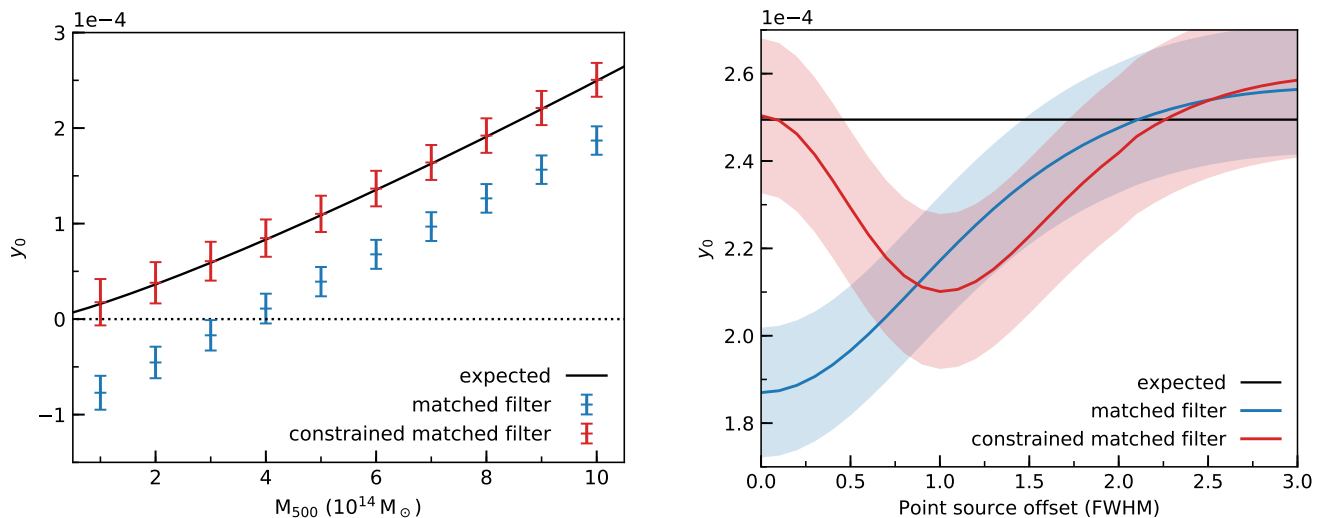 1e−4
3
2
1
0
−1
y₀
2
4
6
8
10
M₅₀₀ (10¹⁴ M☉)
expected
matched filter
constrained matched filter
1e−4
2.6
2.4
2.2
2.0
1.8
y₀
0.0
0.5
1.0
1.5
2.0
2.5
3.0
Point source offset (FWHM)
expected
matched filter
constrained matched filter